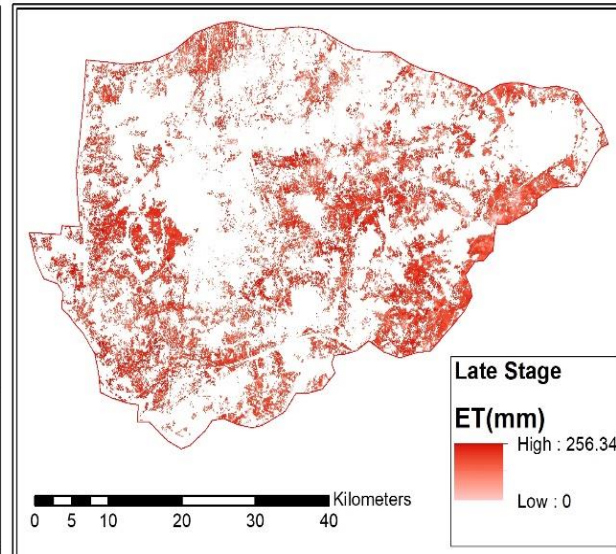 Late Stage
ET(mm)
High : 256.34
Low : 0
Kilometers
0 5 10 20 30 40